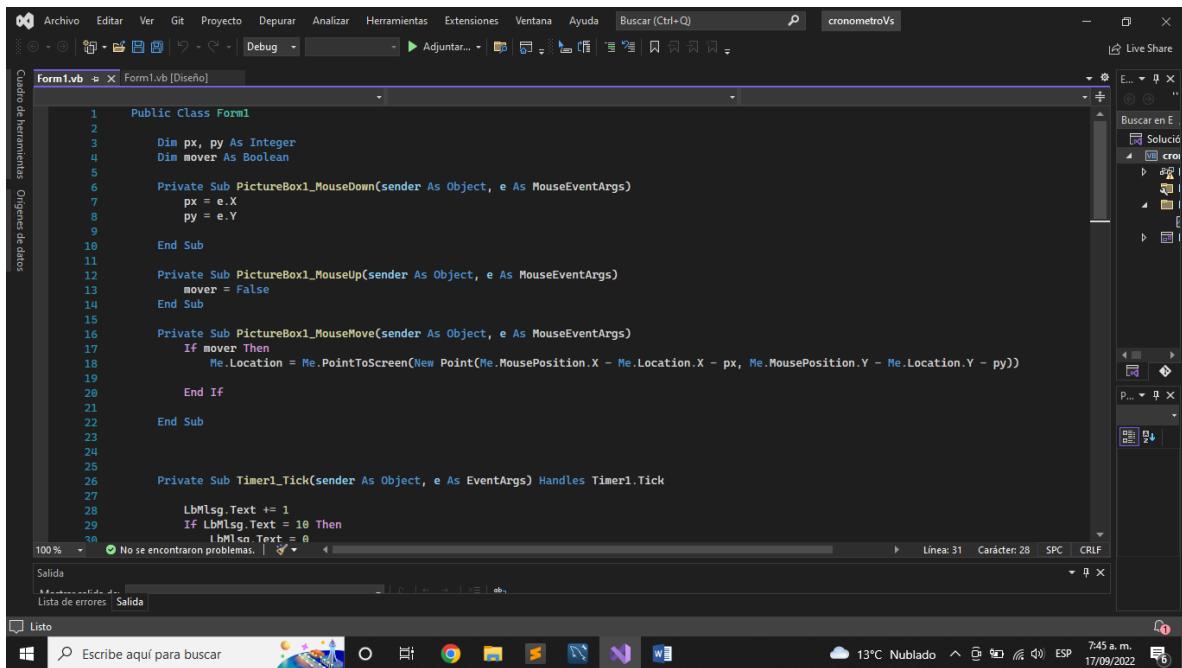 Archivo Editar Ver Git Proyecto Depurar Analizar Herramientas Extensiones Ventana Ayuda Buscar (Ctrl+Q) cronometroVs
Debug Adjuntar... Live Share
Form1.vb Form1.vb [Diseño]
E...
Cuadro de herramientas
Orígenes de datos
Buscar en E
Solució
cro
1 Public Class Form1
2
3 Dim px, py As Integer
4 Dim mover As Boolean
5
6 Private Sub PictureBox1_MouseDown(sender As Object, e As MouseEventArgs)
7 px = e.X
8 py = e.Y
9
10 End Sub
11
12 Private Sub PictureBox1_MouseUp(sender As Object, e As MouseEventArgs)
13 mover = False
14 End Sub
15
16 Private Sub PictureBox1_MouseMove(sender As Object, e As MouseEventArgs)
17 If mover Then
18 Me.Location = Me.PointToScreen(New Point(Me.MousePosition.X - Me.Location.X - px, Me.MousePosition.Y - Me.Location.Y - py))
19
20 End If
21
22 End Sub
23
24
25
26 Private Sub Timer1_Tick(sender As Object, e As EventArgs) Handles Timer1.Tick
27
28 LbMlsg.Text += 1
29 If LbMlsg.Text = 10 Then
30 LbMlsg.Text = 0
P...
100 % No se encontraron problemas. Línea: 31 Carácter: 28 SPC CRLF
Salida
Mostrar salida de:
Lista de errores Salida
Listo
Escribe aquí para buscar
13°C Nublado ESP 7:45 a. m.
17/09/2022